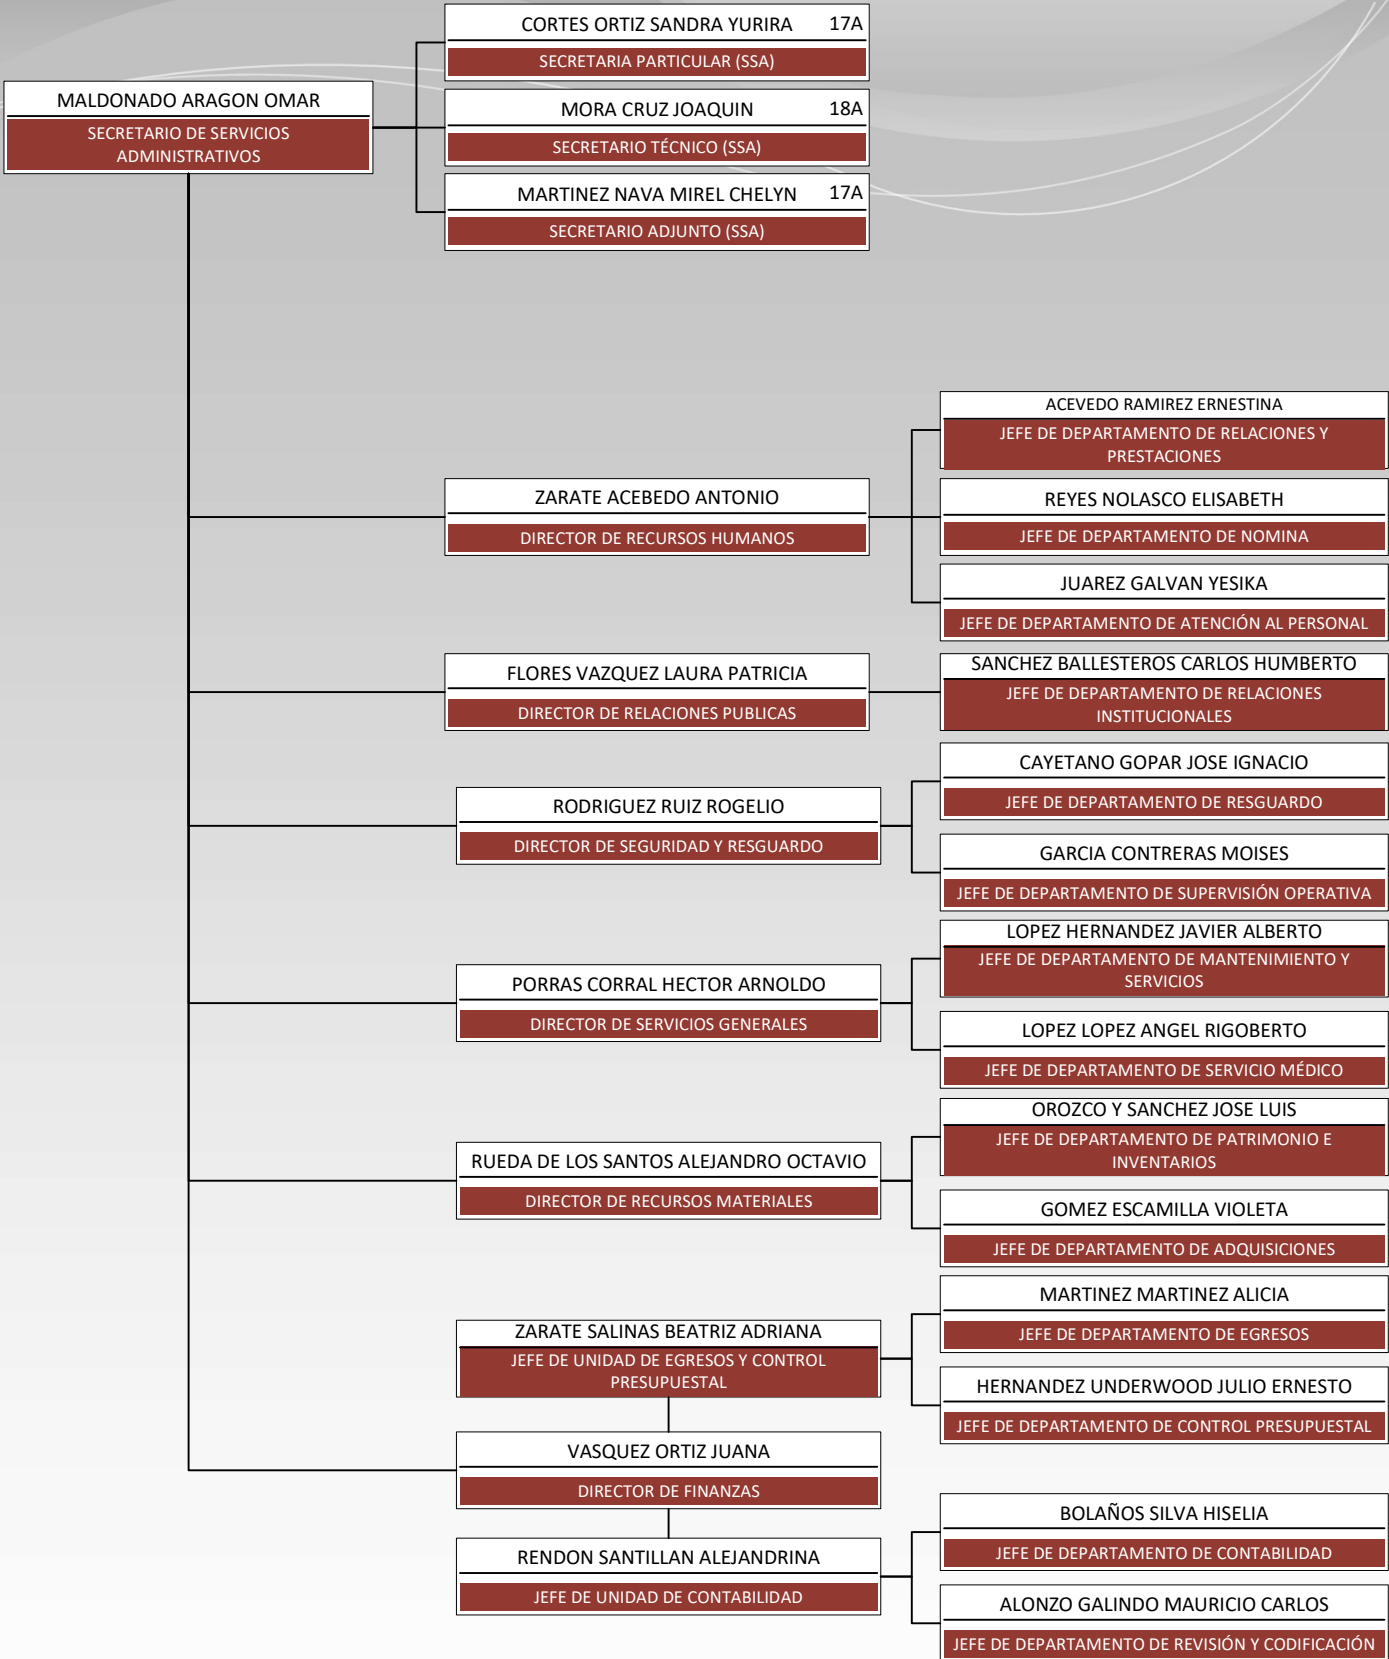 CORTES ORTIZ SANDRA YURIRA 17A
SECRETARIA PARTICULAR (SSA)
MALDONADO ARAGON OMAR
SECRETARIO DE SERVICIOS
ADMINISTRATIVOS
MORA CRUZ JOAQUIN 18A
SECRETARIO TÉCNICO (SSA)
MARTINEZ NAVA MIREL CHELYN 17A
SECRETARIO ADJUNTO (SSA)
ZARATE ACEBEDO ANTONIO
DIRECTOR DE RECURSOS HUMANOS
ACEVEDO RAMIREZ ERNESTINA
JEFE DE DEPARTAMENTO DE RELACIONES Y
PRESTACIONES
REYES NOLASCO ELISABETH
JEFE DE DEPARTAMENTO DE NOMINA
JUAREZ GALVAN YESIKA
JEFE DE DEPARTAMENTO DE ATENCIÓN AL PERSONAL
FLORES VAZQUEZ LAURA PATRICIA
DIRECTOR DE RELACIONES PUBLICAS
SANCHEZ BALLESTEROS CARLOS HUMBERTO
JEFE DE DEPARTAMENTO DE RELACIONES
INSTITUCIONALES
RODRIGUEZ RUIZ ROGELIO
DIRECTOR DE SEGURIDAD Y RESGUARDO
CAYETANO GOPAR JOSE IGNACIO
JEFE DE DEPARTAMENTO DE RESGUARDO
GARCIA CONTRERAS MOISES
JEFE DE DEPARTAMENTO DE SUPERVISIÓN OPERATIVA
PORRAS CORRAL HECTOR ARNOLDO
DIRECTOR DE SERVICIOS GENERALES
LOPEZ HERNANDEZ JAVIER ALBERTO
JEFE DE DEPARTAMENTO DE MANTENIMIENTO Y
SERVICIOS
LOPEZ LOPEZ ANGEL RIGOBERTO
JEFE DE DEPARTAMENTO DE SERVICIO MÉDICO
RUEDA DE LOS SANTOS ALEJANDRO OCTAVIO
DIRECTOR DE RECURSOS MATERIALES
OROZCO Y SANCHEZ JOSE LUIS
JEFE DE DEPARTAMENTO DE PATRIMONIO E
INVENTARIOS
GOMEZ ESCAMILLA VIOLETA
JEFE DE DEPARTAMENTO DE ADQUISICIONES
ZARATE SALINAS BEATRIZ ADRIANA
JEFE DE UNIDAD DE EGRESOS Y CONTROL
PRESUPUESTAL
MARTINEZ MARTINEZ ALICIA
JEFE DE DEPARTAMENTO DE EGRESOS
HERNANDEZ UNDERWOOD JULIO ERNESTO
JEFE DE DEPARTAMENTO DE CONTROL PRESUPUESTAL
VASQUEZ ORTIZ JUANA
DIRECTOR DE FINANZAS
RENDON SANTILLAN ALEJANDRINA
JEFE DE UNIDAD DE CONTABILIDAD
BOLAÑOS SILVA HISELIA
JEFE DE DEPARTAMENTO DE CONTABILIDAD
ALONZO GALINDO MAURICIO CARLOS
JEFE DE DEPARTAMENTO DE REVISIÓN Y CODIFICACIÓN